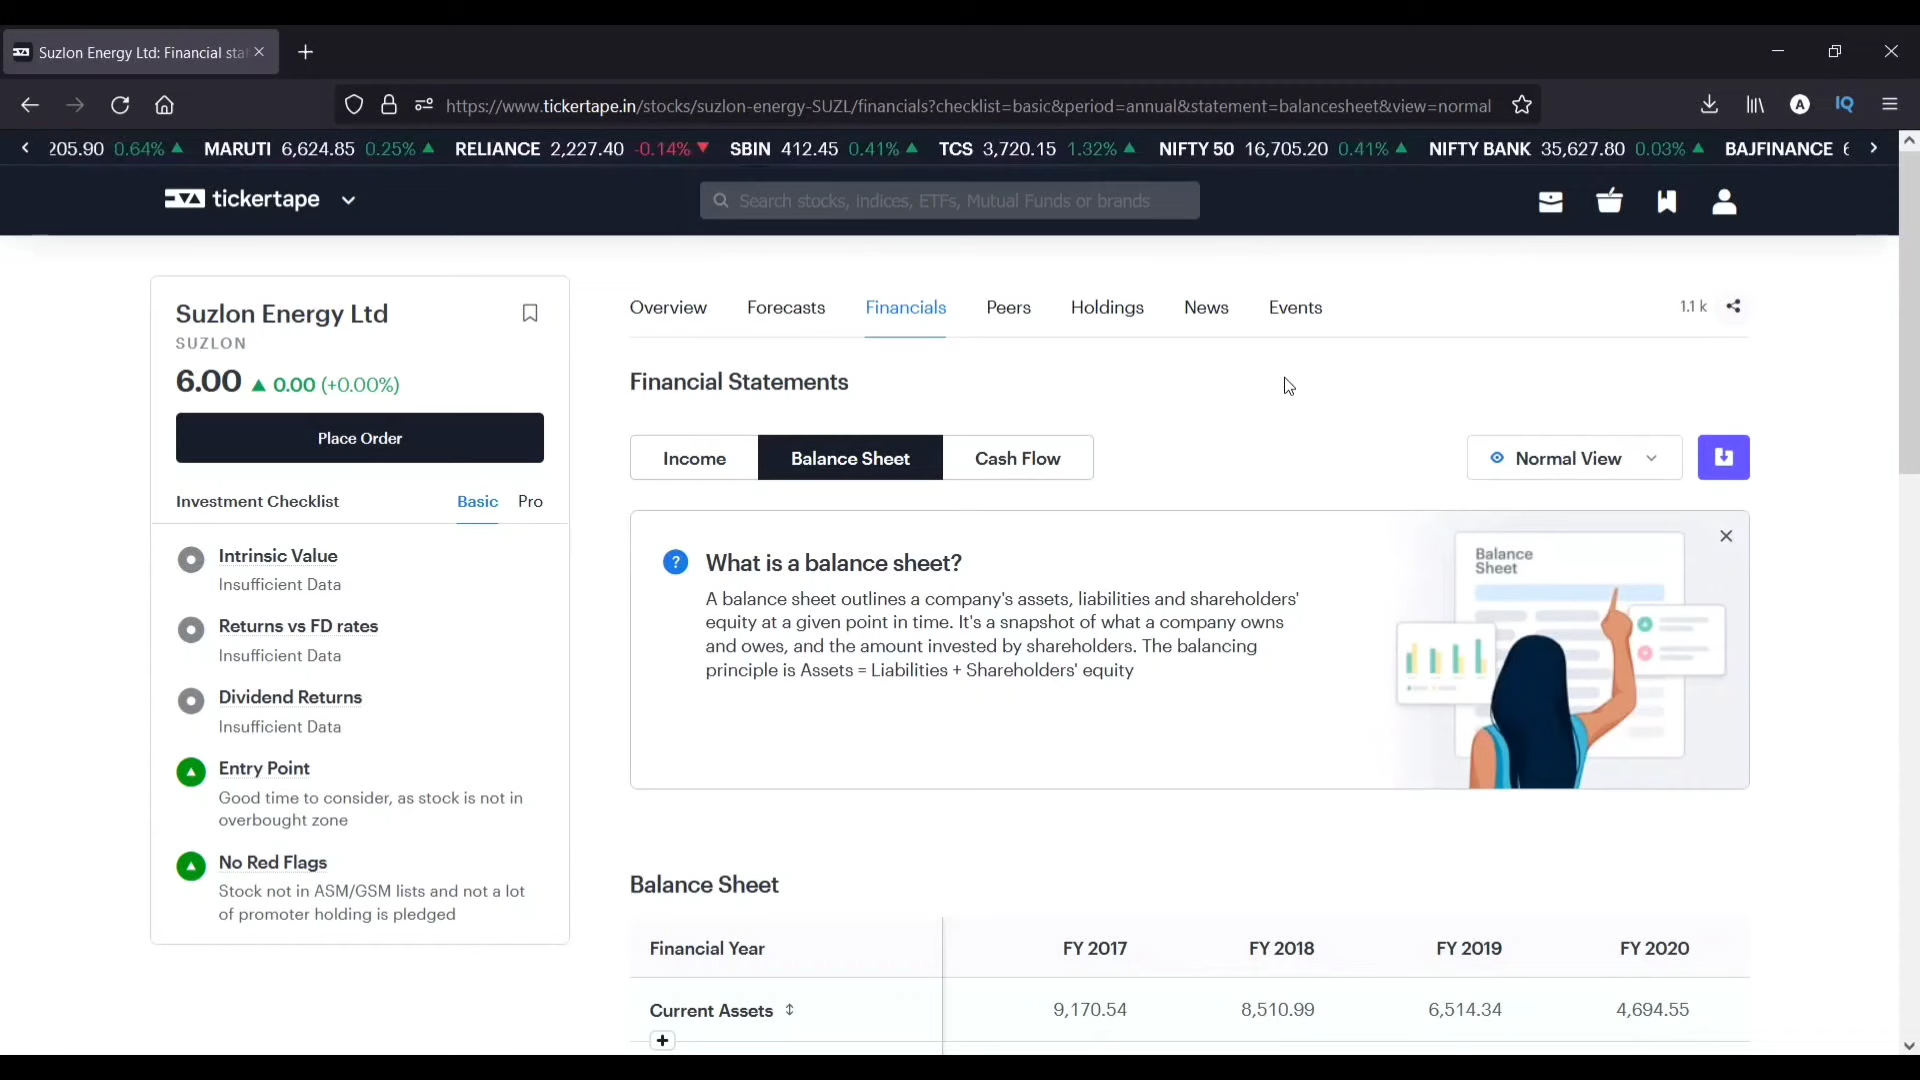 Suzlon Energy Ltd: Financial sta
https://www.tickertape.in/stocks/suzlon-energy-SUZL/financials?checklist=basic&period=annual&statement=balancesheet&view=normal
A
IQ
205.90 0.64% MARUTI 6,624.85 0.25% RELIANCE 2,227.40 -0.14% SBIN 412.45 0.41% TCS 3,720.15 1.32% NIFTY 50 16,705.20 0.41% NIFTY BANK 35,627.80 0.03% BAJFINANCE
tickertape
Search stocks, indices, ETFs, Mutual Funds or brands
Suzlon Energy Ltd
SUZLON
6.00 0.00 (+0.00%)
Place Order
Investment Checklist Basic Pro
Intrinsic Value
Insufficient Data
Returns vs FD rates
Insufficient Data
Dividend Returns
Insufficient Data
Entry Point
Good time to consider, as stock is not in
overbought zone
No Red Flags
Stock not in ASM/GSM lists and not a lot
of promoter holding is pledged
Overview Forecasts Financials Peers Holdings News Events
1.1 k
Financial Statements
Income Balance Sheet Cash Flow
Normal View
? What is a balance sheet?
A balance sheet outlines a company's assets, liabilities and shareholders'
equity at a given point in time. It's a snapshot of what a company owns
and owes, and the amount invested by shareholders. The balancing
principle is Assets = Liabilities + Shareholders' equity
Balance
Sheet
Balance Sheet
Financial Year FY 2017 FY 2018 FY 2019 FY 2020
Current Assets 9,170.54 8,510.99 6,514.34 4,694.55
+